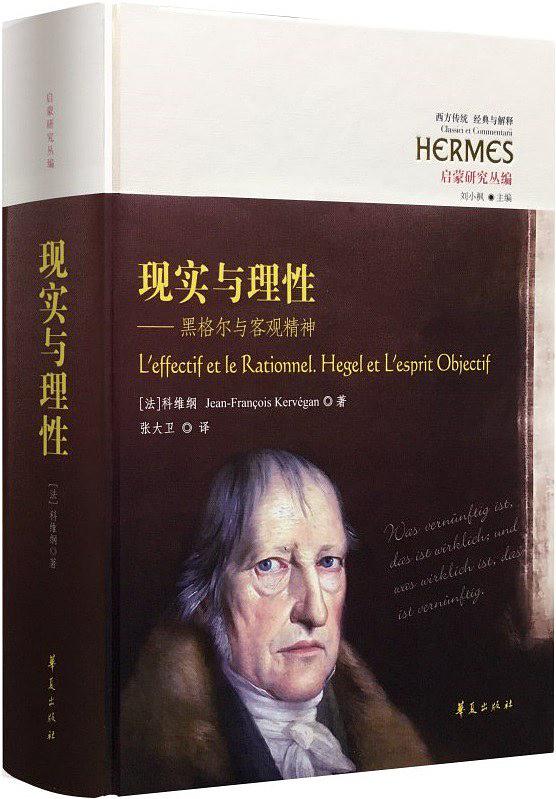 启蒙研究丛编
现实与理性
[法]科维纲◎著
华夏出版社
西方传统 经典与解释
Classici et Commentarii
HERMES
启蒙研究丛编
刘小枫◉主编
现实与理性
——黑格尔与客观精神
L'effectif et le Rationnel. Hegel et L'esprit Objectif
[法]科维纲 Jean-François Kervégan ◎ 著
张大卫 ◎ 译
Was vernünftig ist,
das ist wirklich; und
was wirklich ist, das
ist vernünftig.
华夏出版社